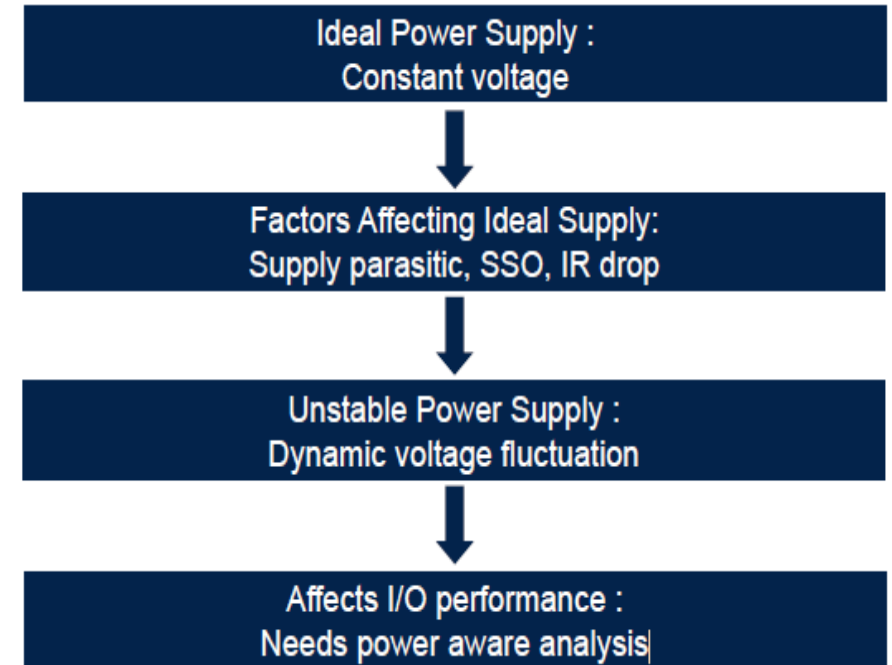 Ideal Power Supply :
Constant voltage
Factors Affecting Ideal Supply:
Supply parasitic, SSO, IR drop
Unstable Power Supply :
Dynamic voltage fluctuation
Affects I/O performance :
Needs power aware analysis